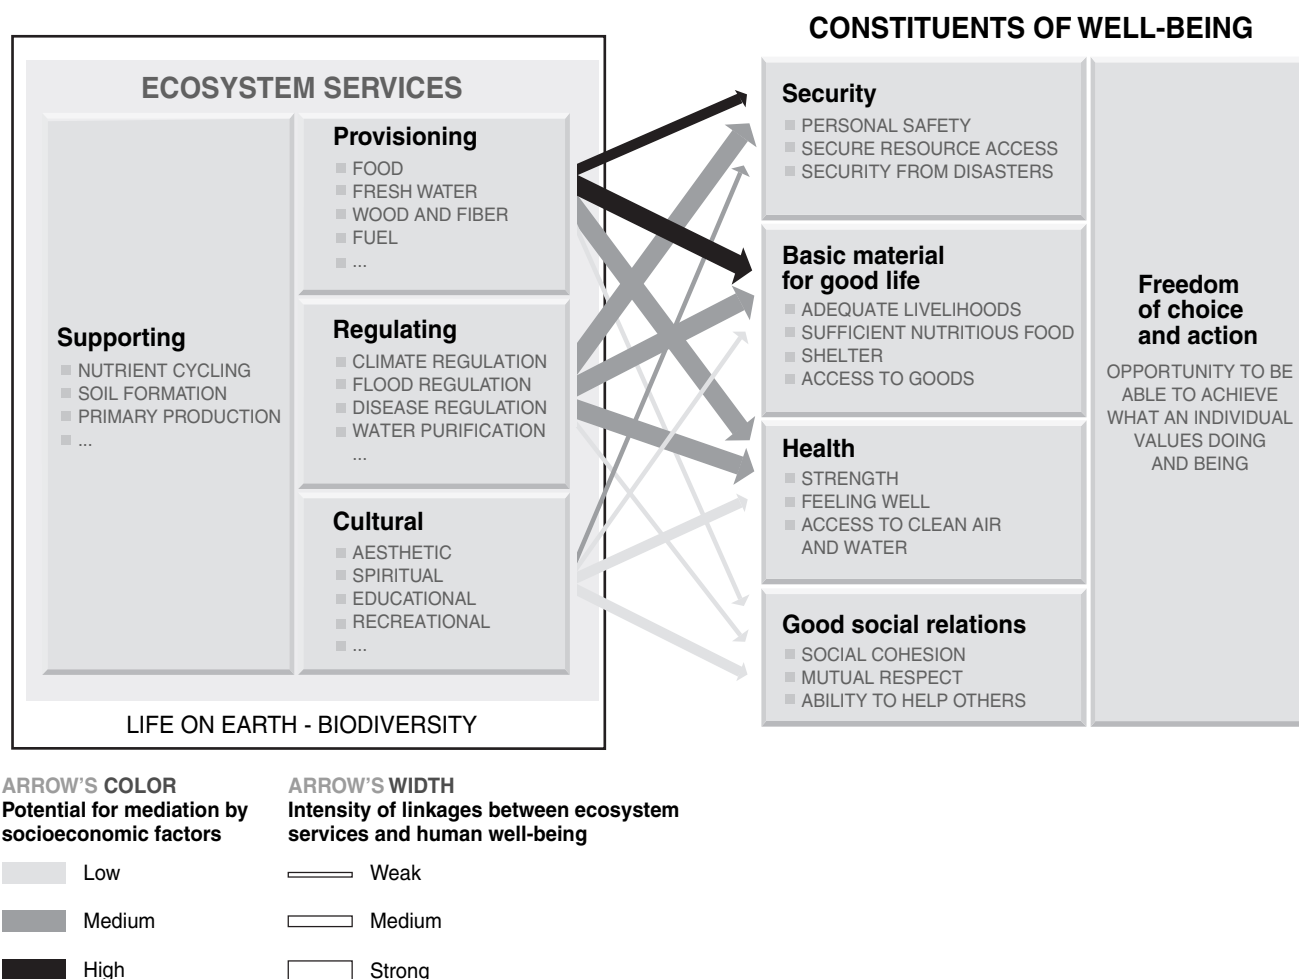 CONSTITUENTS OF WELL-BEING
ECOSYSTEM SERVICES
Supporting
NUTRIENT CYCLING
SOIL FORMATION
PRIMARY PRODUCTION
...
Provisioning
FOOD
FRESH WATER
WOOD AND FIBER
FUEL
...
Regulating
CLIMATE REGULATION
FLOOD REGULATION
DISEASE REGULATION
WATER PURIFICATION
...
Cultural
AESTHETIC
SPIRITUAL
EDUCATIONAL
RECREATIONAL
...
LIFE ON EARTH - BIODIVERSITY
Security
PERSONAL SAFETY
SECURE RESOURCE ACCESS
SECURITY FROM DISASTERS
Basic material
for good life
ADEQUATE LIVELIHOODS
SUFFICIENT NUTRITIOUS FOOD
SHELTER
ACCESS TO GOODS
Health
STRENGTH
FEELING WELL
ACCESS TO CLEAN AIR
AND WATER
Good social relations
SOCIAL COHESION
MUTUAL RESPECT
ABILITY TO HELP OTHERS
Freedom
of choice
and action
OPPORTUNITY TO BE
ABLE TO ACHIEVE
WHAT AN INDIVIDUAL
VALUES DOING
AND BEING
ARROW'S COLOR
Potential for mediation by
socioeconomic factors
Low
Medium
High
ARROW'S WIDTH
Intensity of linkages between ecosystem
services and human well-being
Weak
Medium
Strong